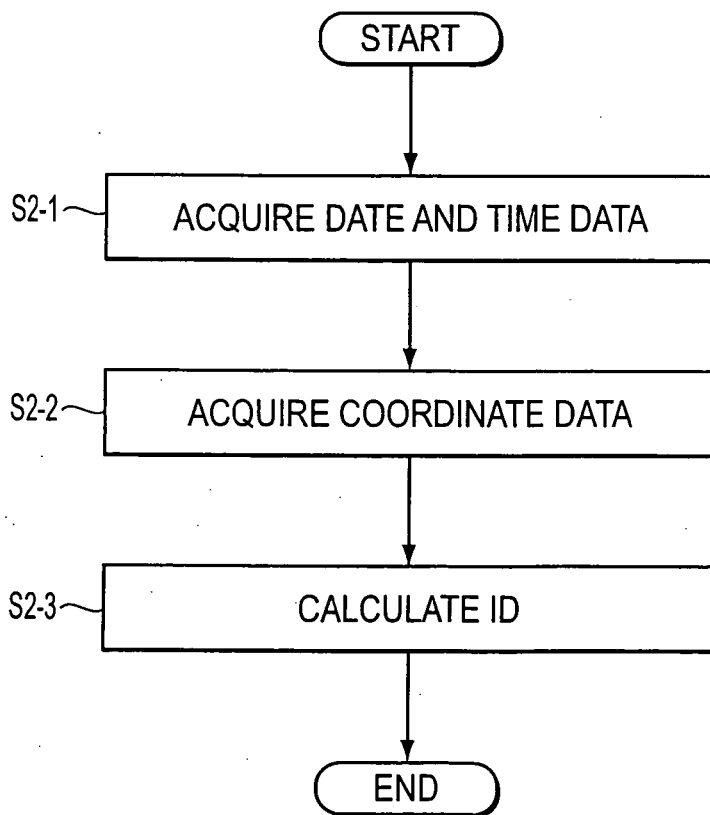 START
S2-1 ACQUIRE DATE AND TIME DATA
S2-2 ACQUIRE COORDINATE DATA
S2-3 CALCULATE ID
END